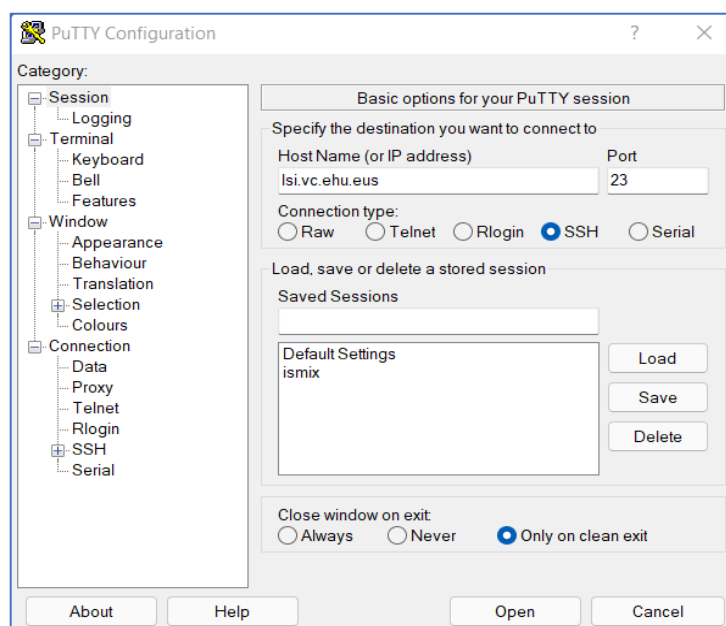 PuTTY Configuration
?
Category:
Session
Logging
Terminal
Keyboard
Bell
Features
Window
Appearance
Behaviour
Translation
Selection
Colours
Connection
Data
Proxy
Telnet
Rlogin
SSH
Serial
Basic options for your PuTTY session
Specify the destination you want to connect to
Host Name (or IP address) Port
lsi.vc.ehu.eus 23
Connection type:
Raw Telnet Rlogin SSH Serial
Load, save or delete a stored session
Saved Sessions
Default Settings
ismix
Load
Save
Delete
Close window on exit:
Always Never Only on clean exit
About Help Open Cancel